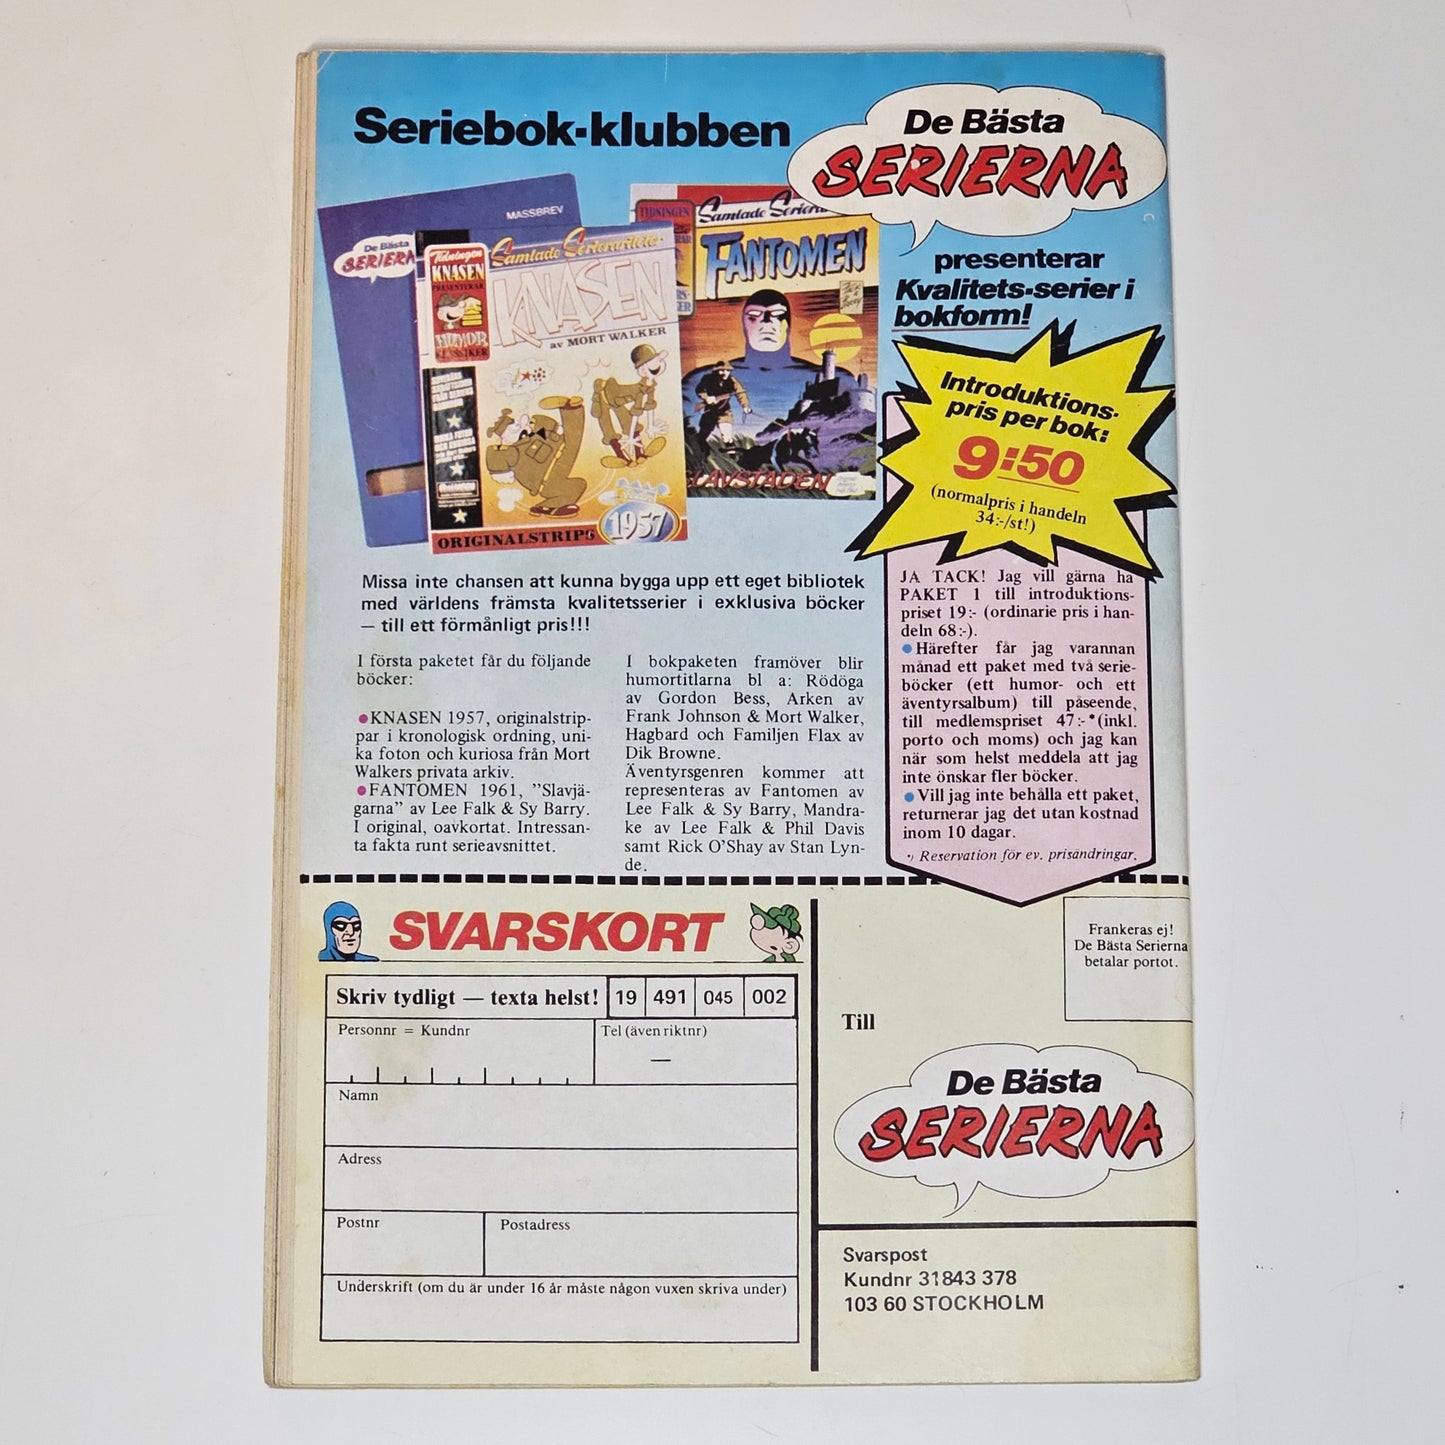 Seriebok-klubben
De Bästa
SERIERNA
presenterar
Kvalitets-serier i
bokform!
MASSBREV
De Bästa
SERIERN
Tidningen
KNASEN
PRESENTERAR
HUMOR
KLASSIKER
Samlade Serierariteter
KNASEN
av MORT WALKER
ORIGINALSTRIPS
1957
TIDNINGEN
Samlade Seriera
FANTOMEN
SLAVSTADEN
Introduktions-
pris per bok:
9:50
(normalpris i handeln
34:-/st!)
Missa inte chansen att kunna bygga upp ett eget bibliotek
med världens främsta kvalitetsserier i exklusiva böcker
— till ett förmånligt pris!!!
I första paketet får du följande
böcker:
●KNASEN 1957, originalstrip-
par i kronologisk ordning, uni-
ka foton och kuriosa från Mort
Walkers privata arkiv.
●FANTOMEN 1961, ”Slavjä-
garna” av Lee Falk & Sy Barry.
I original, oavkortat. Intressan-
ta fakta runt serieavsnittet.
I bokpaketen framöver blir
humortitlarna bl a: Rödöga
av Gordon Bess, Arken av
Frank Johnson & Mort Walker,
Hagbard och Familjen Flax av
Dik Browne.
Äventyrsgenren kommer att
representeras av Fantomen av
Lee Falk & Sy Barry, Mandra-
ke av Lee Falk & Phil Davis
samt Rick O’Shay av Stan Lyn-
de.
JA TACK! Jag vill gärna ha
PAKET 1 till introduktions-
priset 19:- (ordinarie pris i han-
deln 68:-).
●Härefter får jag varannan
månad ett paket med två serie-
böcker (ett humor- och ett
äventyrsalbum) till påseende,
till medlemspriset 47:-*(inkl.
porto och moms) och jag kan
när som helst meddela att jag
inte önskar fler böcker.
●Vill jag inte behålla ett paket,
returnerar jag det utan kostnad
inom 10 dagar.
*) Reservation för ev. prisändringar.
SVARSKORT
Skriv tydligt — texta helst! 19 491 045 002
Personnr = Kundnr Tel (även riktnr)
—
Namn
Adress
Postnr Postadress
Underskrift (om du är under 16 år måste någon vuxen skriva under)
Frankeras ej!
De Bästa Serierna
betalar portot.
Till
De Bästa
SERIERNA
Svarspost
Kundnr 31843 378
103 60 STOCKHOLM